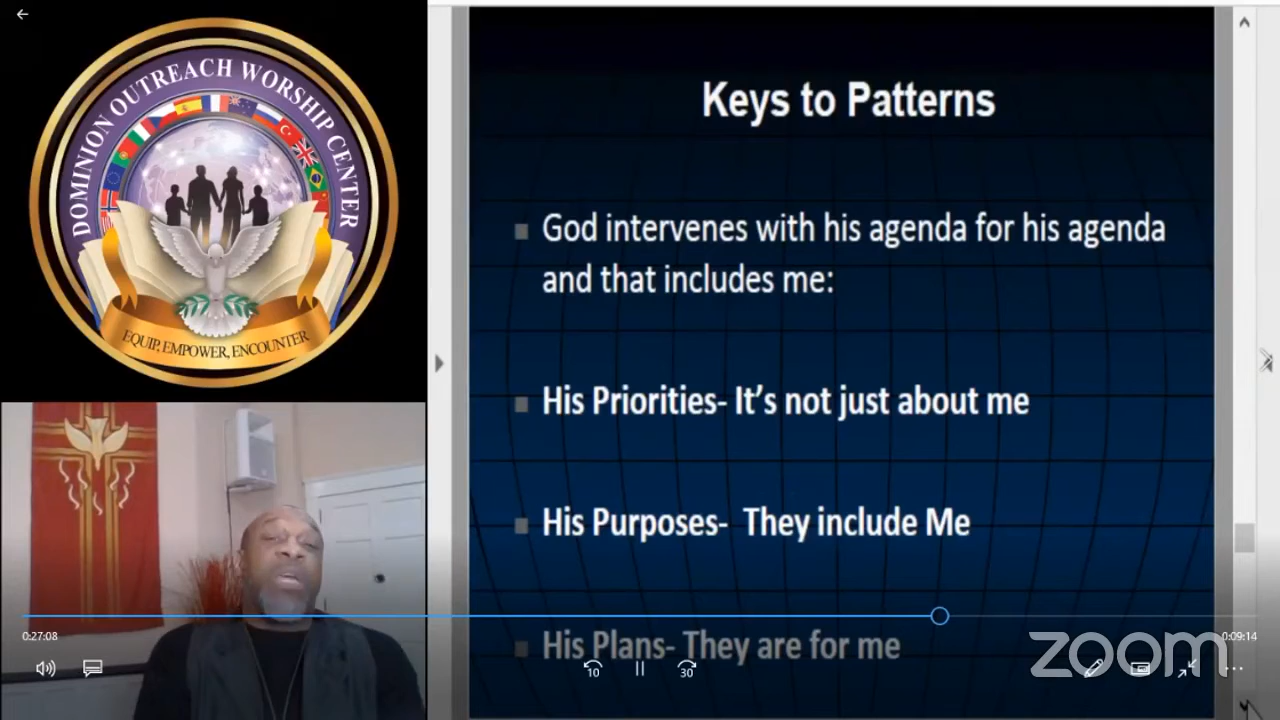 DOMINION OUTREACH WORSHIP CENTER
EQUIP, EMPOWER, ENCOUNTER
Keys to Patterns
God intervenes with his agenda for his agenda
and that includes me:
His Priorities- It's not just about me
His Purposes- They include Me
His Plans- They are for me
0:27:08
0:09:14
10
30
zoom